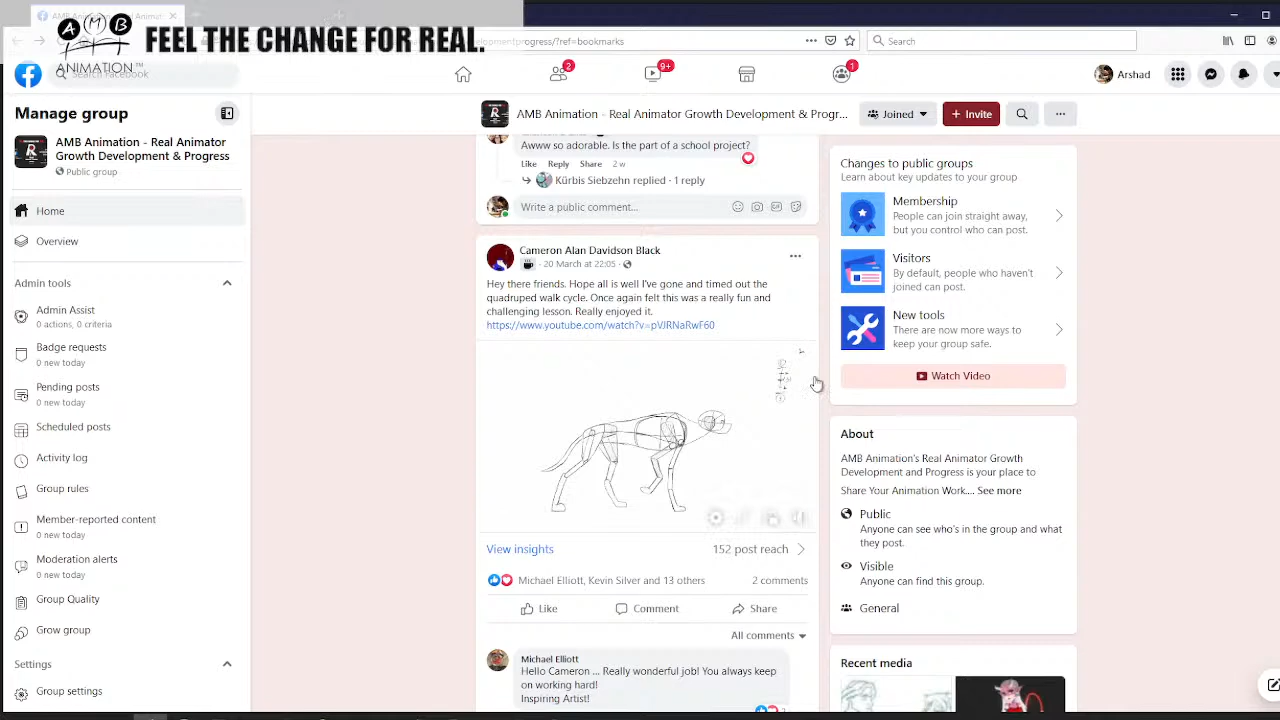 AMB
ANIMATION™
FEEL THE CHANGE FOR REAL.
developmentprogress/?ref=bookmarks
Search
Search Facebook
2
9+
1
Arshad
Manage group
AMB Animation - Real Animator
Growth Development & Progress
Public group
Home
Overview
Admin tools
Admin Assist
0 actions, 0 criteria
Badge requests
0 new today
Pending posts
0 new today
Scheduled posts
Activity log
Group rules
Member-reported content
0 new today
Moderation alerts
0 new today
Group Quality
Grow group
Settings
Group settings
AMB Animation - Real Animator Growth Development & Progr...
Joined
+ Invite
Awww so adorable. Is the part of a school project?
Like Reply Share 2 w
Kürbis Siebzehn replied · 1 reply
Write a public comment...
Cameron Alan Davidson Black
· 20 March at 22:05 ·
Hey there friends. Hope all is well I've gone and timed out the
quadruped walk cycle. Once again felt this was a really fun and
challenging lesson. Really enjoyed it.
https://www.youtube.com/watch?v=pVJRNaRwF60
View insights
152 post reach
Michael Elliott, Kevin Silver and 13 others
2 comments
Like
Comment
Share
All comments
Michael Elliott
Hello Cameron ... Really wonderful job! You always keep
on working hard!
Inspiring Artist!
Changes to public groups
Learn about key updates to your group
Membership
People can join straight away,
but you control who can post.
Visitors
By default, people who haven't
joined can post.
New tools
There are now more ways to
keep your group safe.
Watch Video
About
AMB Animation's Real Animator Growth
Development and Progress is your place to
Share Your Animation Work.... See more
Public
Anyone can see who's in the group and what
they post.
Visible
Anyone can find this group.
General
Recent media